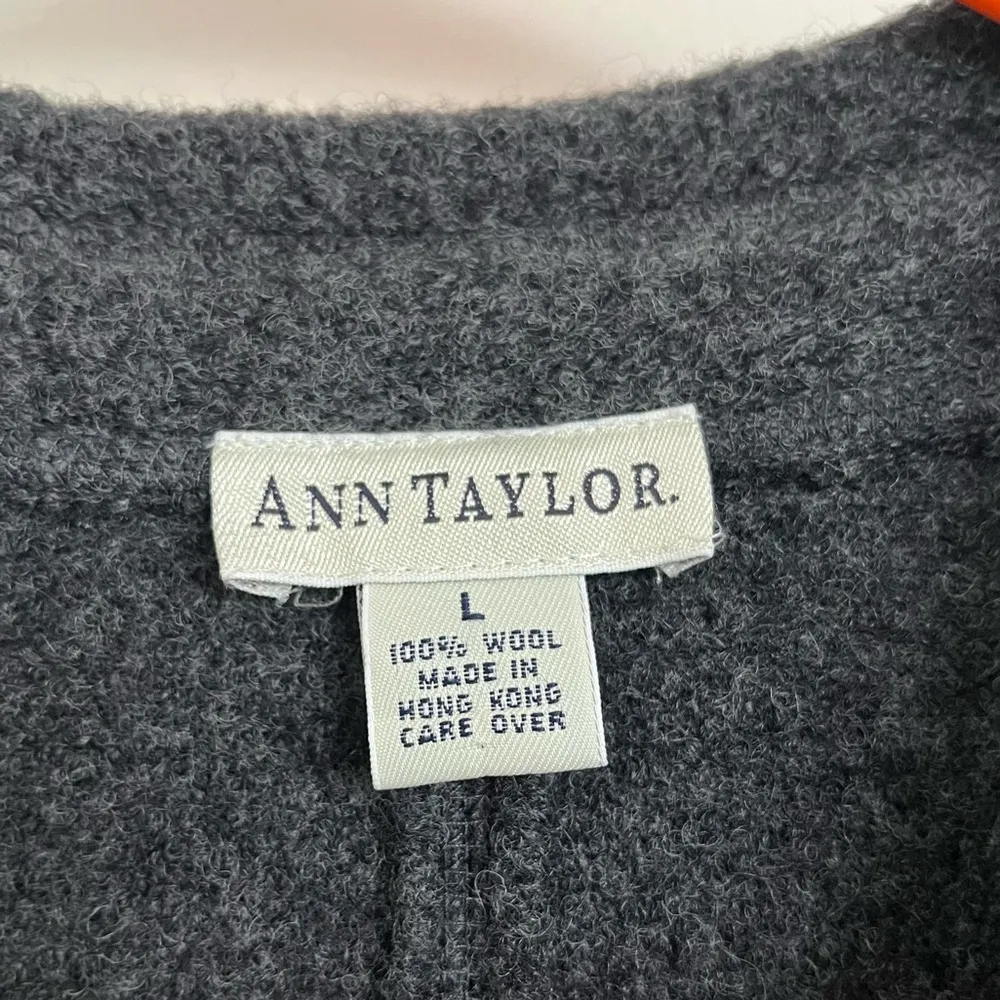 ANN TAYLOR.
L
100% WOOL
MADE IN
HONG KONG
CARE OVER